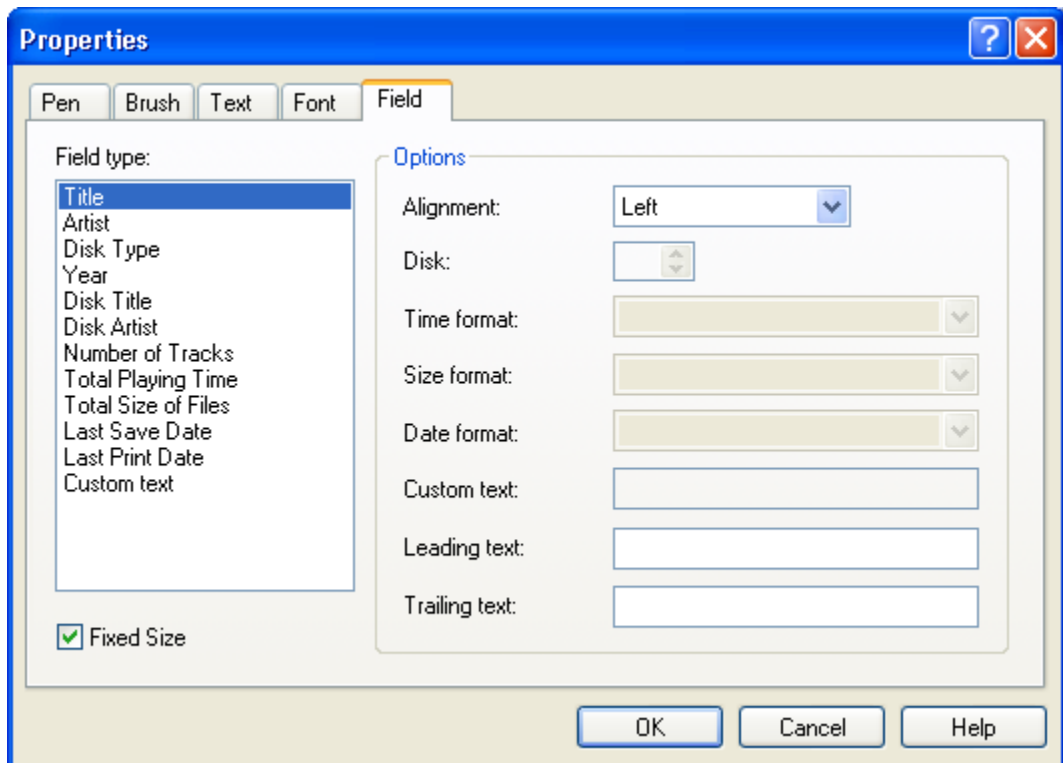 Properties
Pen Brush Text Font Field
Field type:
Title
Artist
Disk Type
Year
Disk Title
Disk Artist
Number of Tracks
Total Playing Time
Total Size of Files
Last Save Date
Last Print Date
Custom text
Fixed Size
Options
Alignment: Left
Disk:
Time format:
Size format:
Date format:
Custom text:
Leading text:
Trailing text:
OK Cancel Help